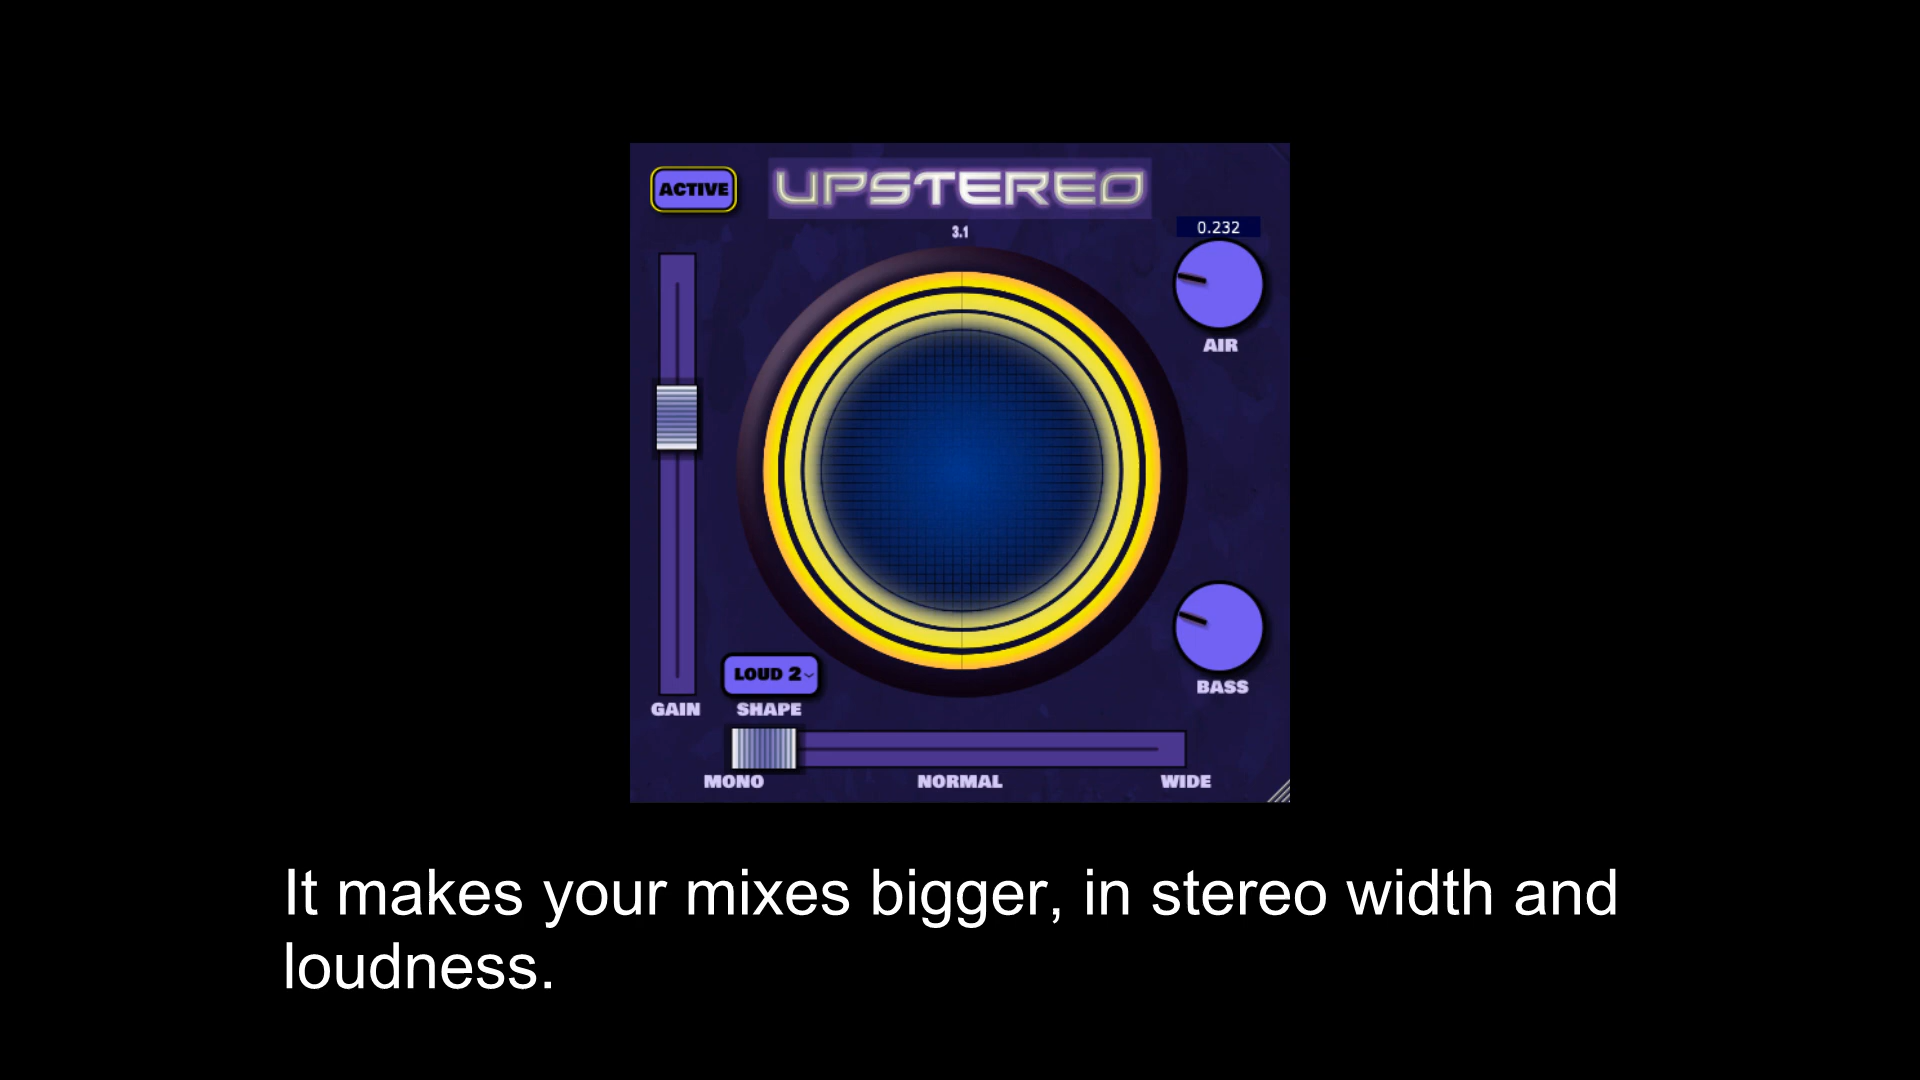 ACTIVE
UPSTEREO
3.1
0.232
AIR
LOUD 2
BASS
GAIN
SHAPE
MONO
NORMAL
WIDE
It makes your mixes bigger, in stereo width and
loudness.